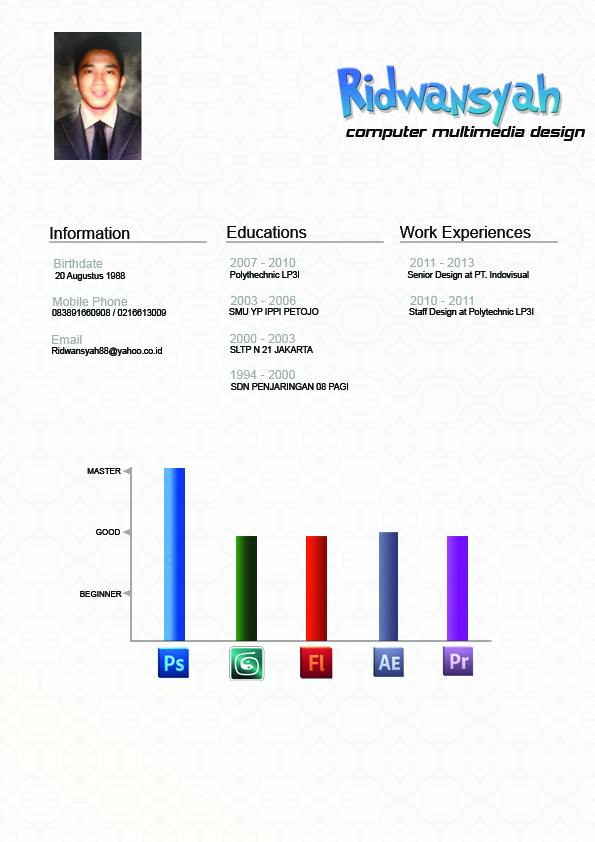 Ridwansyah
computer multimedia design
Information
Birthdate
20 Augustus 1988
Mobile Phone
083891660908 / 0216613009
Email
Ridwansyah88@yahoo.co.id
Educations
2007 - 2010
Polythechnic LP3I
2003 - 2006
SMU YP IPPI PETOJO
2000 - 2003
SLTP N 21 JAKARTA
1994 - 2000
SDN PENJARINGAN 08 PAGI
Work Experiences
2011 - 2013
Senior Design at PT. Indovisual
2010 - 2011
Staff Design at Polytechnic LP3I
MASTER
GOOD
BEGINNER
Ps
Fl
AE
Pr